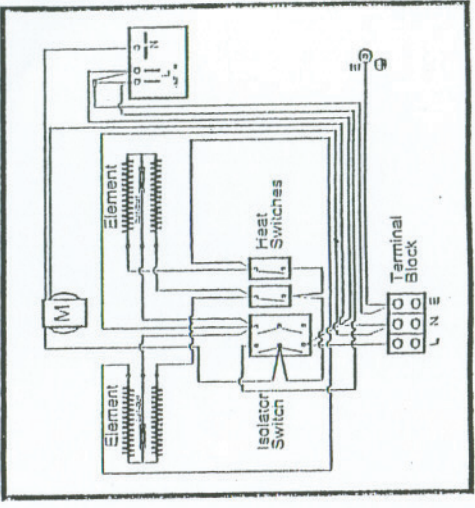 N
L
E
Element
Element
M
Heat
Switches
Isolator
Switch
Terminal
Block
L N E